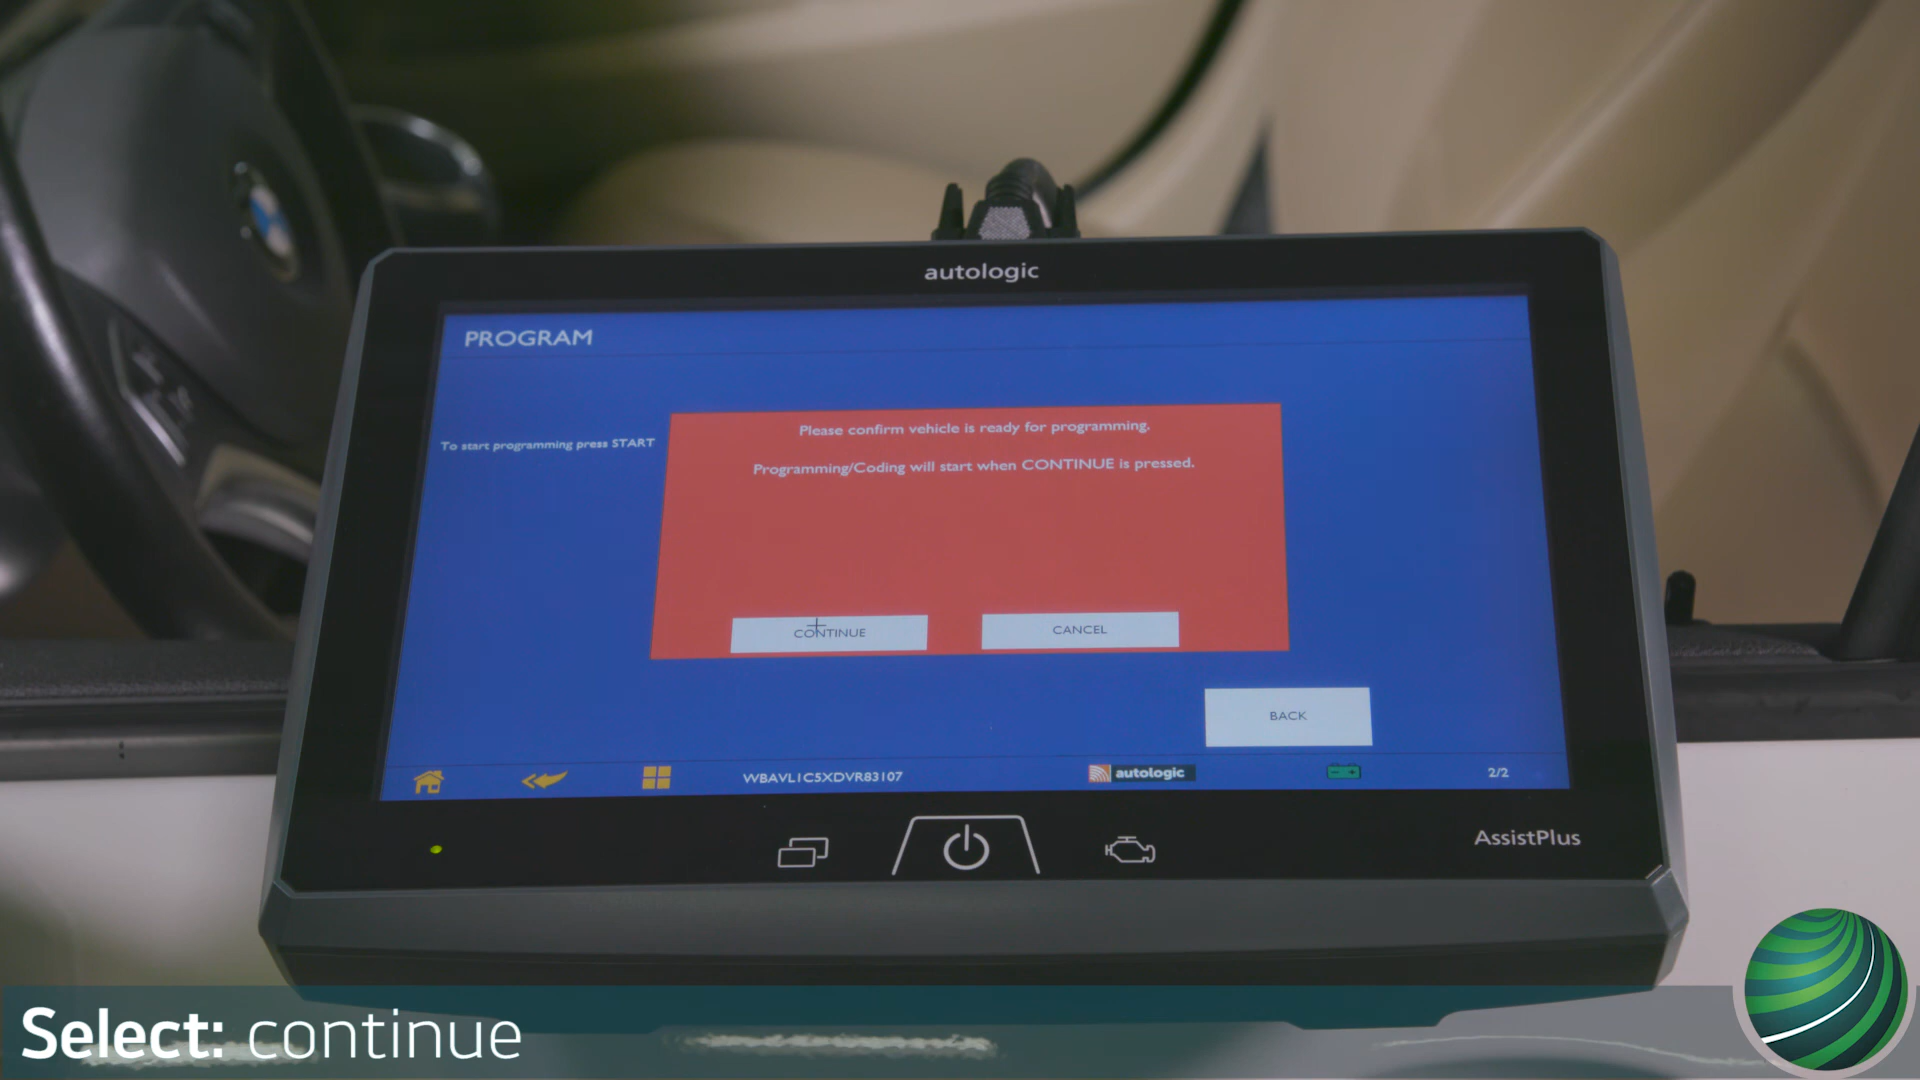 autologic
PROGRAM
To start programming press START
Please confirm vehicle is ready for programming.
Programming/Coding will start when CONTINUE is pressed.
CONTINUE
CANCEL
BACK
WBAVL1C5XDVR83107
autologic
2/2
AssistPlus
Select: continue